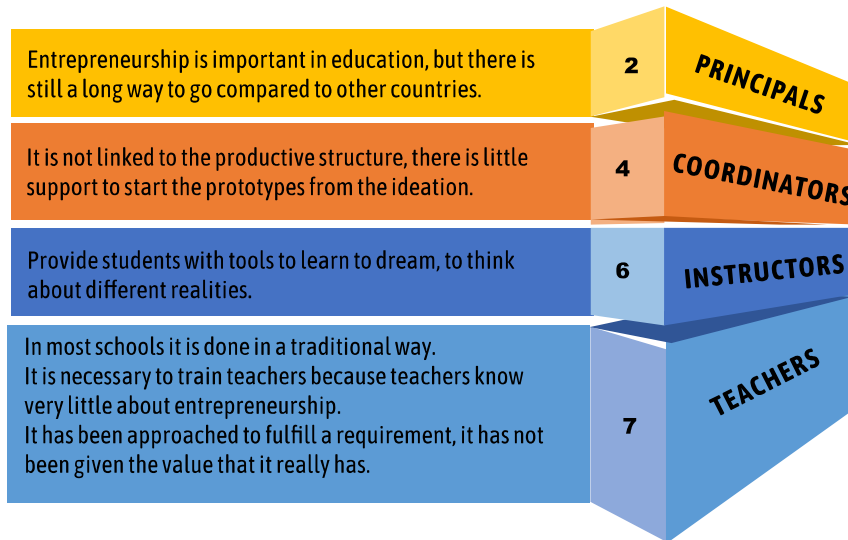 Entrepreneurship is important in education, but there is
still a long way to go compared to other countries.
2
PRINCIPALS
It is not linked to the productive structure, there is little
support to start the prototypes from the ideation.
4
COORDINATORS
Provide students with tools to learn to dream, to think
about different realities.
6
INSTRUCTORS
In most schools it is done in a traditional way.
It is necessary to train teachers because teachers know
very little about entrepreneurship.
It has been approached to fulfill a requirement, it has not
been given the value that it really has.
7
TEACHERS